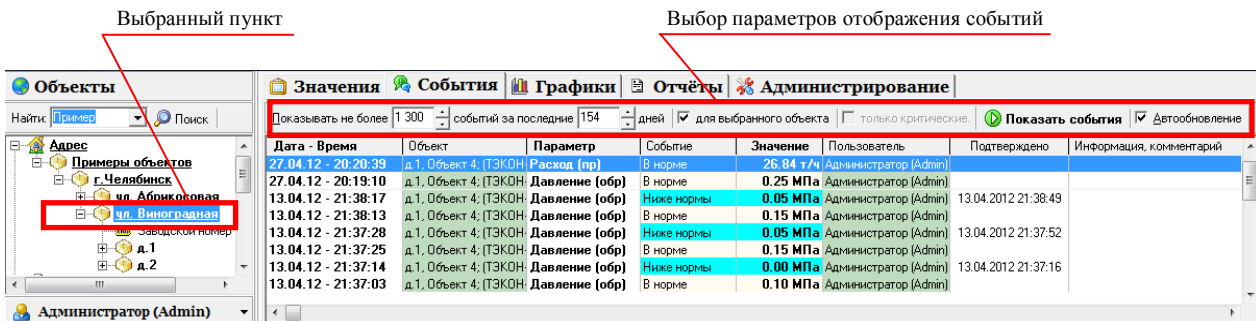 Выбранный пункт
Выбор параметров отображения событий
Объекты
Значения События Графики Отчёты Администрирование
Найти: Пример Поиск
Показывать не более 1 300 событий за последние 154 дней для выбранного объекта только критические. Показать события Автообновление
Адрес
Примеры объектов
г.Челябинск
ул. Абрикосовая
ул. Виноградная
Заводской номер
д.1
д.2
Администратор (Admin)
Дата - Время Объект Параметр Событие Значение Пользователь Подтверждено Информация, комментарий
27.04.12 - 20:20:39 д.1, Объект 4; (ТЭКОН- Расход (пр) В норме 26.84 т/ч Администратор (Admin)
27.04.12 - 20:19:10 д.1, Объект 4; (ТЭКОН- Давление (обр) В норме 0.25 МПа Администратор (Admin)
13.04.12 - 21:38:17 д.1, Объект 4; (ТЭКОН- Давление (обр) Ниже нормы 0.05 МПа Администратор (Admin) 13.04.2012 21:38:49
13.04.12 - 21:38:13 д.1, Объект 4; (ТЭКОН- Давление (обр) В норме 0.15 МПа Администратор (Admin)
13.04.12 - 21:37:28 д.1, Объект 4; (ТЭКОН- Давление (обр) Ниже нормы 0.05 МПа Администратор (Admin) 13.04.2012 21:37:52
13.04.12 - 21:37:25 д.1, Объект 4; (ТЭКОН- Давление (обр) В норме 0.15 МПа Администратор (Admin)
13.04.12 - 21:37:14 д.1, Объект 4; (ТЭКОН- Давление (обр) Ниже нормы 0.00 МПа Администратор (Admin) 13.04.2012 21:37:16
13.04.12 - 21:37:03 д.1, Объект 4; (ТЭКОН- Давление (обр) В норме 0.10 МПа Администратор (Admin)